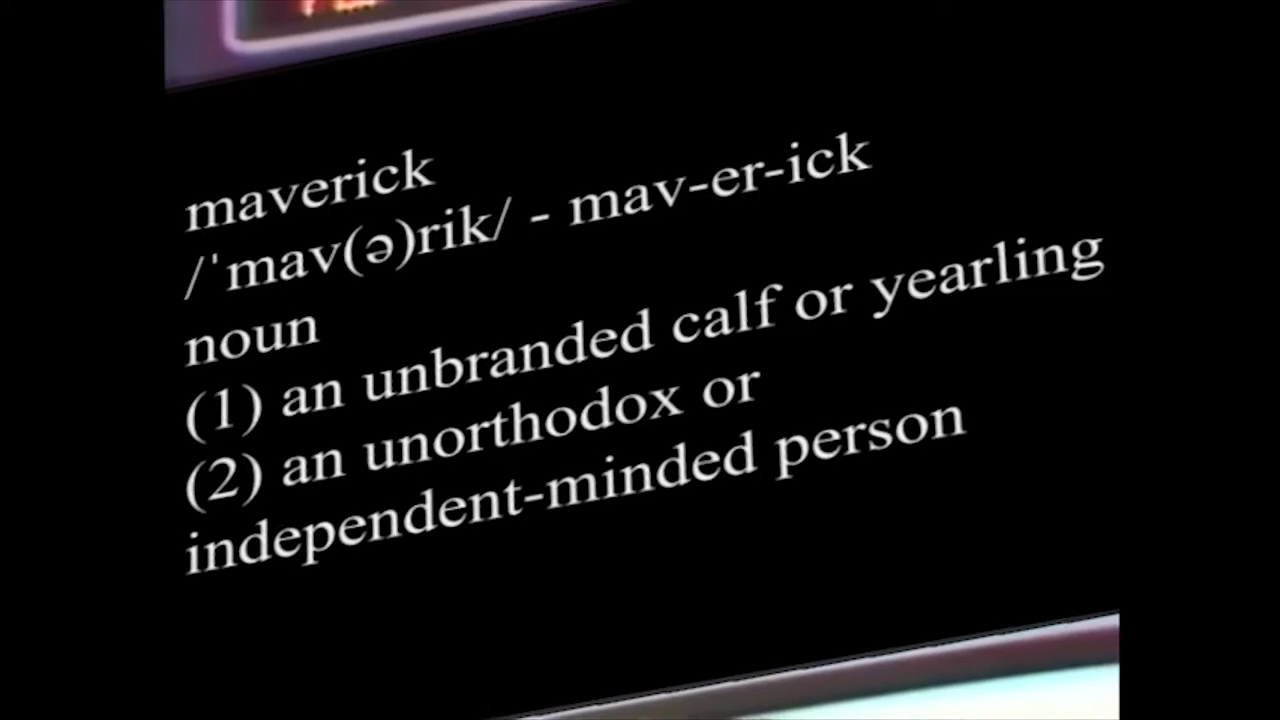 maverick
/ˈmav(ə)rik/ - mav-er-ick
noun
(1) an unbranded calf or yearling
(2) an unorthodox or
independent-minded person